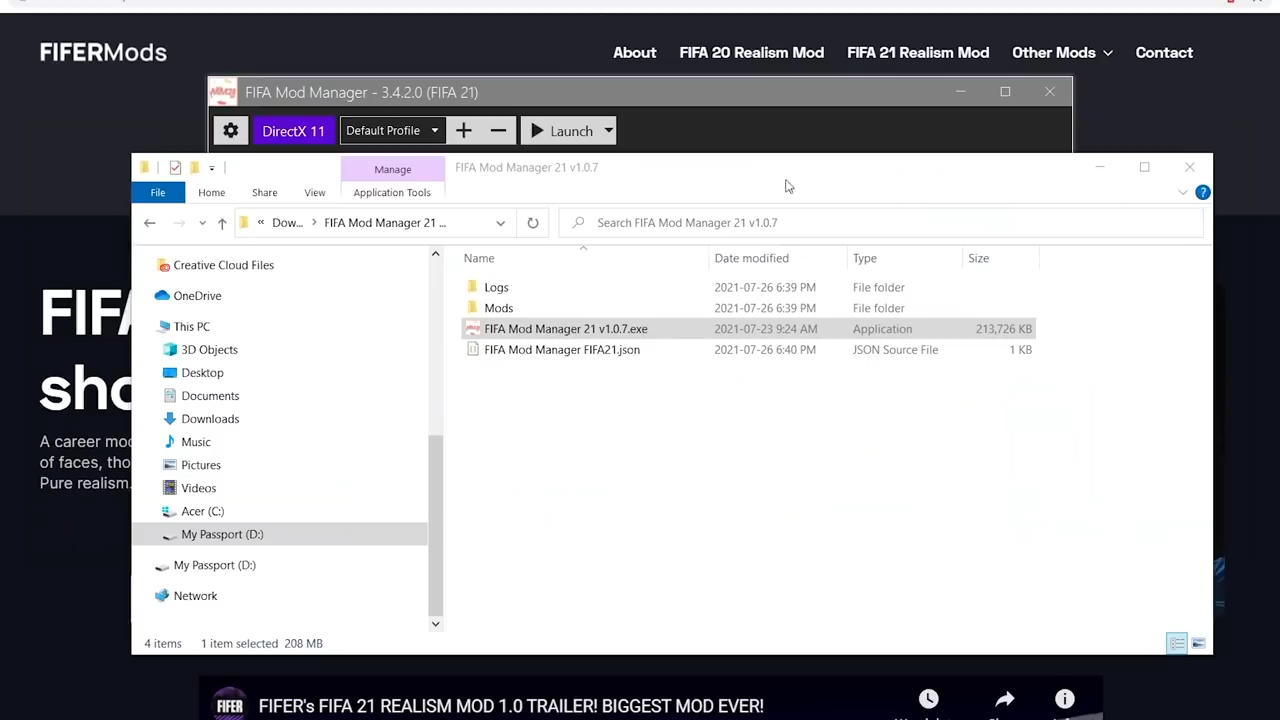 FIFERMods
About FIFA 20 Realism Mod FIFA 21 Realism Mod Other Mods Contact
FIFA Mod Manager - 3.4.2.0 (FIFA 21)
DirectX 11 Default Profile Launch
Manage FIFA Mod Manager 21 v1.0.7
File Home Share View Application Tools
« Dow... > FIFA Mod Manager 21 ... Search FIFA Mod Manager 21 v1.0.7
Name Date modified Type Size
Creative Cloud Files
OneDrive
This PC
3D Objects
Desktop
Documents
Downloads
Music
Pictures
Videos
Acer (C:)
My Passport (D:)
My Passport (D:)
Network
Logs 2021-07-26 6:39 PM File folder
Mods 2021-07-26 6:39 PM File folder
FIFA Mod Manager 21 v1.0.7.exe 2021-07-23 9:24 AM Application 213,726 KB
FIFA Mod Manager FIFA21.json 2021-07-26 6:40 PM JSON Source File 1 KB
4 items 1 item selected 208 MB
FIF
sho
A career mo
of faces, tho
Pure realism.
FIFER FIFER's FIFA 21 REALISM MOD 1.0 TRAILER! BIGGEST MOD EVER!